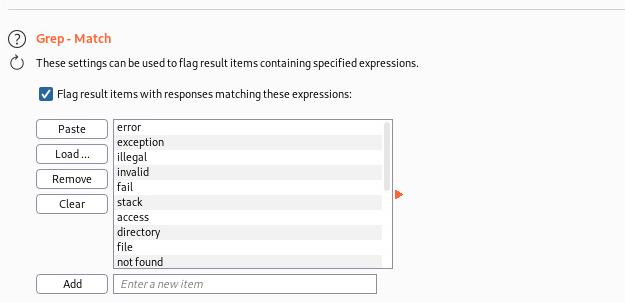 ?
Grep - Match
These settings can be used to flag result items containing specified expressions.
Flag result items with responses matching these expressions:
Paste
Load ...
Remove
Clear
error
exception
illegal
invalid
fail
stack
access
directory
file
not found
Add
Enter a new item